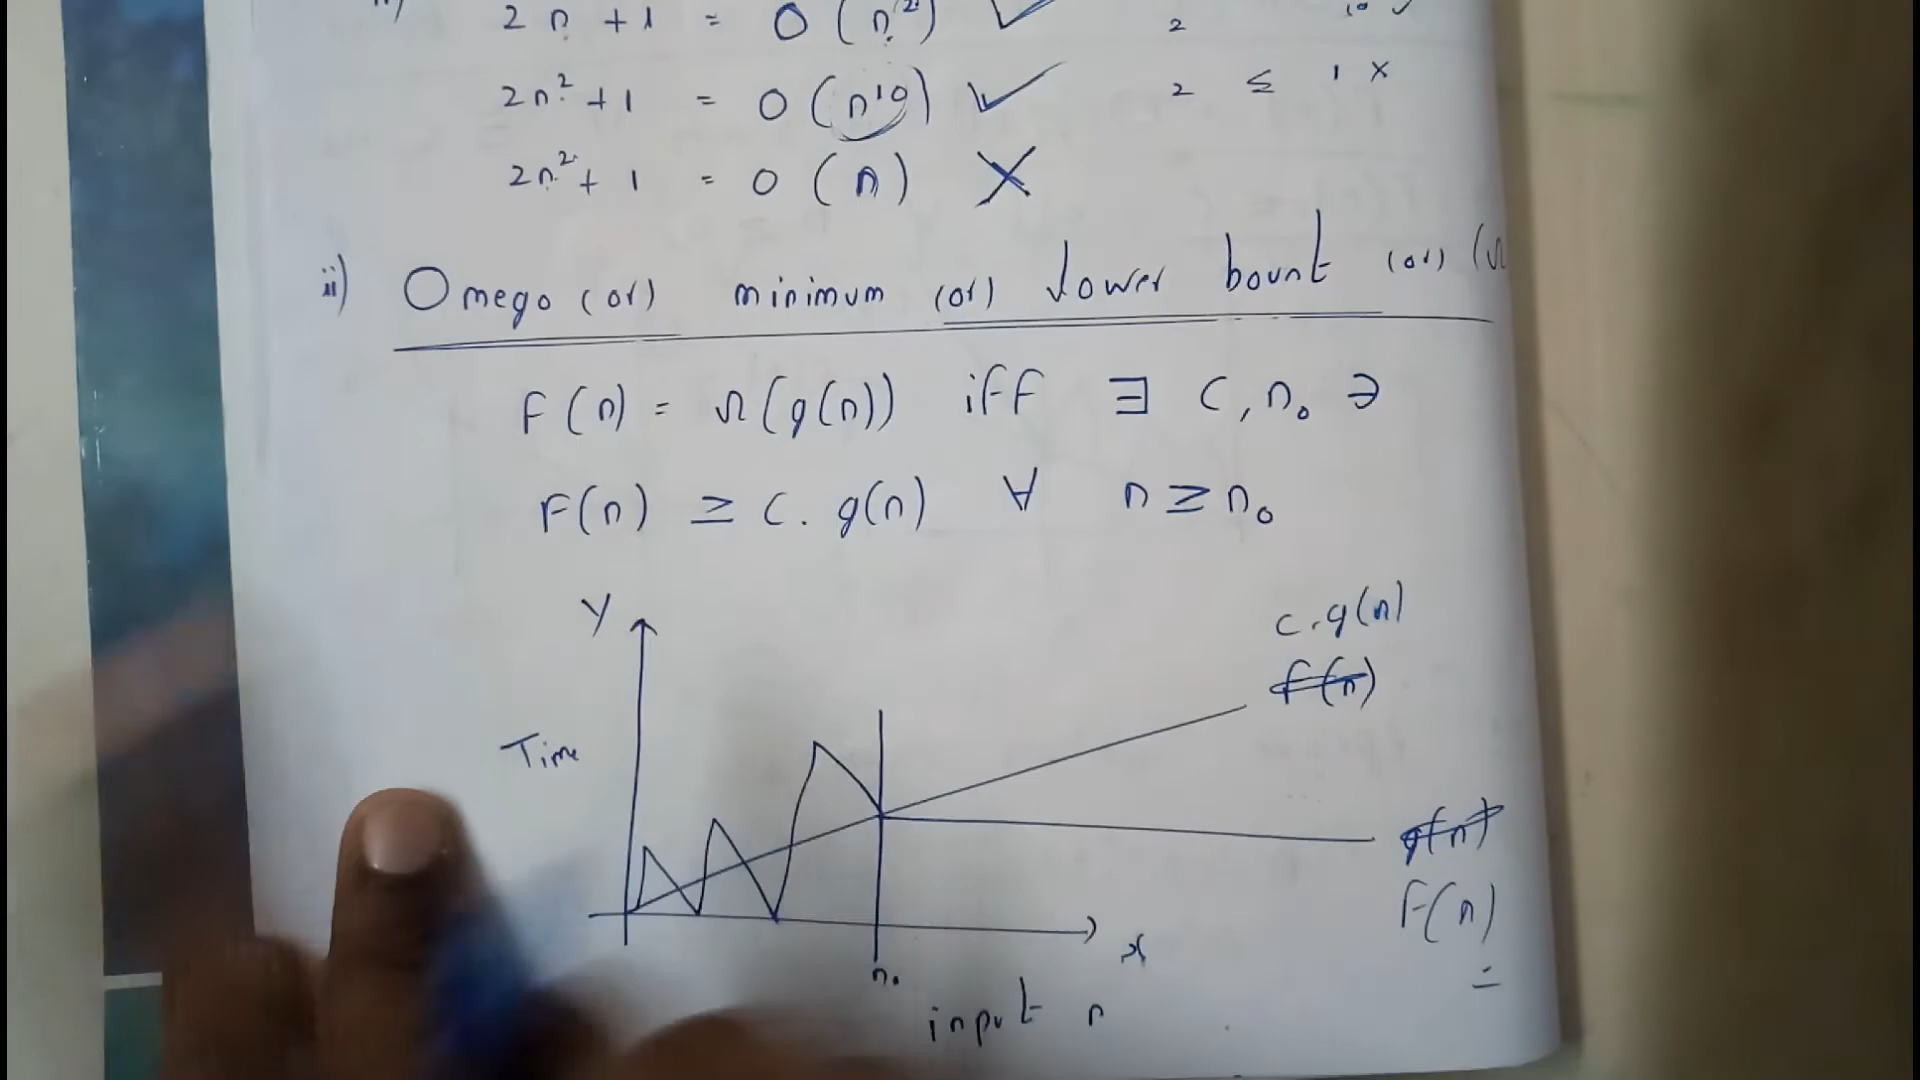 2n + 1 = O(n²) ✓ 2
2n² + 1 = O(n¹⁰) ✓ 2 ≤ 1 ×
2n² + 1 = O(n) ×
ii) Omego (or) minimum (or) lower bount (or) (Ω
F(n) = Ω(g(n)) iff ∃ C, n₀ ∋
F(n) ≥ C. g(n) ∀ n ≥ n₀
Y
c.g(n)
f(n)
Time
g(n)
F(n)
x
n₀
input n